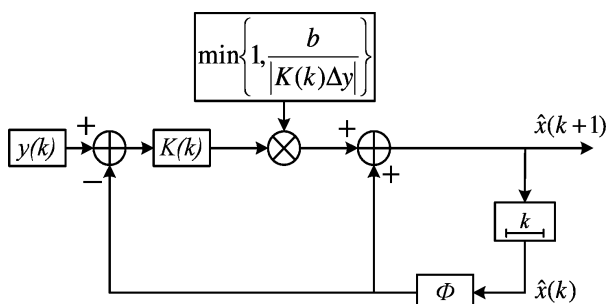 min{1, b / |K(k)Δy|}
y(k)
+
−
K(k)
+
+
x̂(k+1)
k
Φ
x̂(k)